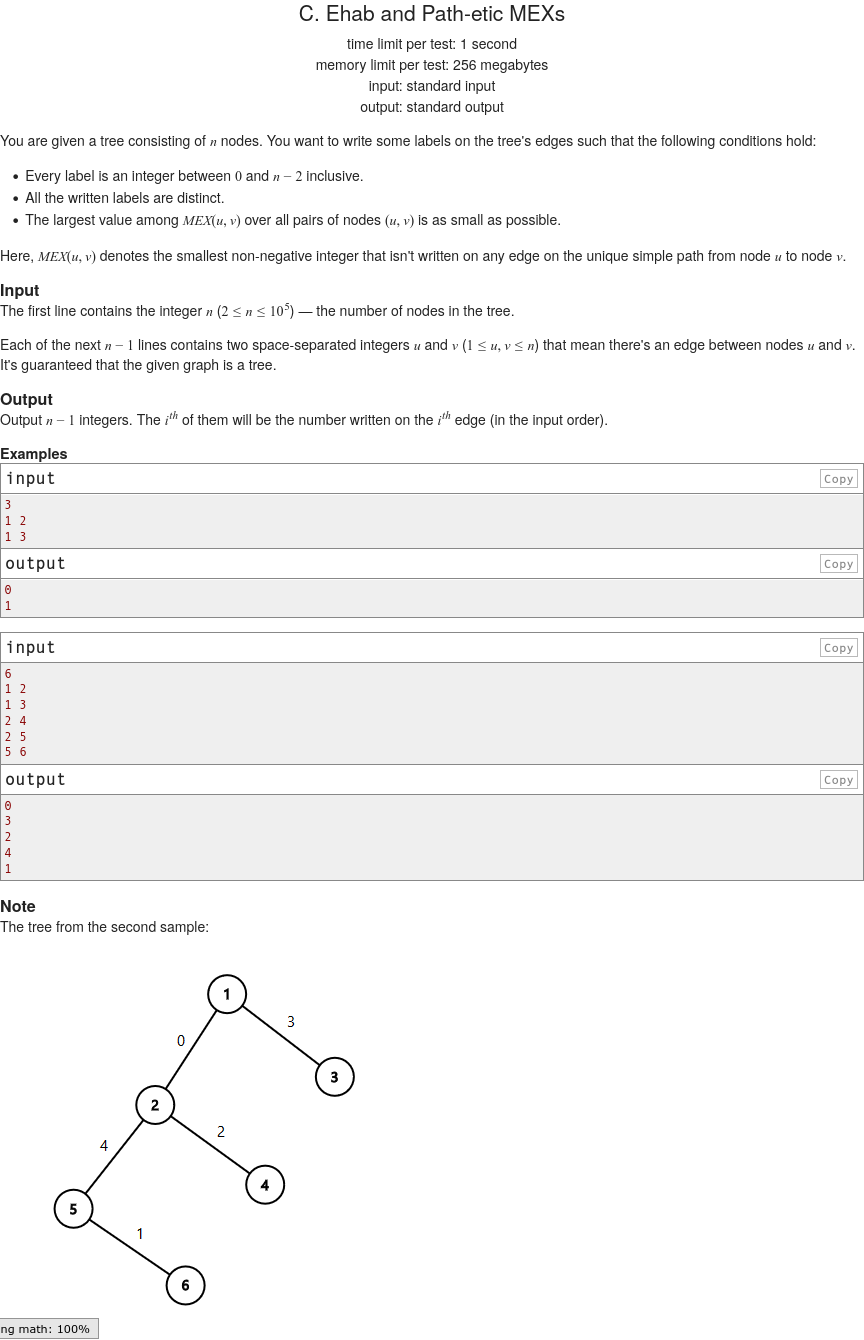 C. Ehab and Path-etic MEXs
time limit per test: 1 second
memory limit per test: 256 megabytes
input: standard input
output: standard output
You are given a tree consisting of n nodes. You want to write some labels on the tree's edges such that the following conditions hold:
• Every label is an integer between 0 and n − 2 inclusive.
• All the written labels are distinct.
• The largest value among MEX(u, v) over all pairs of nodes (u, v) is as small as possible.
Here, MEX(u, v) denotes the smallest non-negative integer that isn't written on any edge on the unique simple path from node u to node v.
Input
The first line contains the integer n (2 ≤ n ≤ 10^5) — the number of nodes in the tree.
Each of the next n − 1 lines contains two space-separated integers u and v (1 ≤ u, v ≤ n) that mean there's an edge between nodes u and v.
It's guaranteed that the given graph is a tree.
Output
Output n − 1 integers. The i^th of them will be the number written on the i^th edge (in the input order).
Examples
input Copy
3
1 2
1 3
output Copy
0
1
input Copy
6
1 2
1 3
2 4
2 5
5 6
output Copy
0
3
2
4
1
Note
The tree from the second sample:
1
3
0
3
2
2
4
4
5
1
6
ng math: 100%